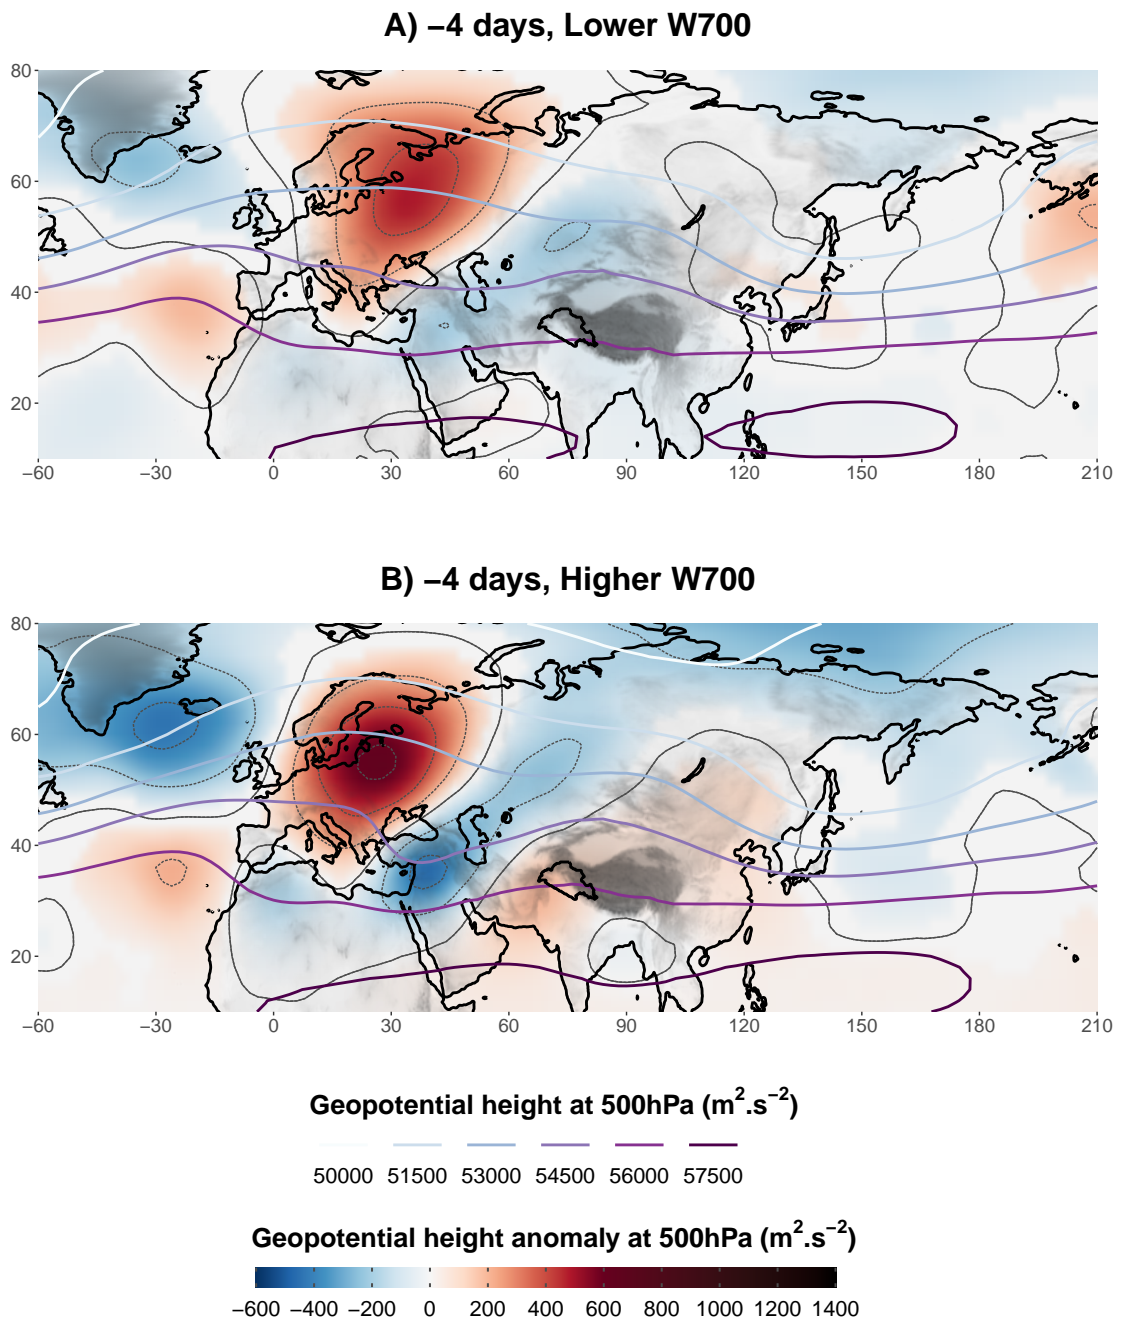 A) −4 days, Lower W700
80
60
40
20
−60 −30 0 30 60 90 120 150 180 210
B) −4 days, Higher W700
80
60
40
20
−60 −30 0 30 60 90 120 150 180 210
Geopotential height at 500hPa (m².s⁻²)
50000 51500 53000 54500 56000 57500
Geopotential height anomaly at 500hPa (m².s⁻²)
−600 −400 −200 0 200 400 600 800 1000 1200 1400